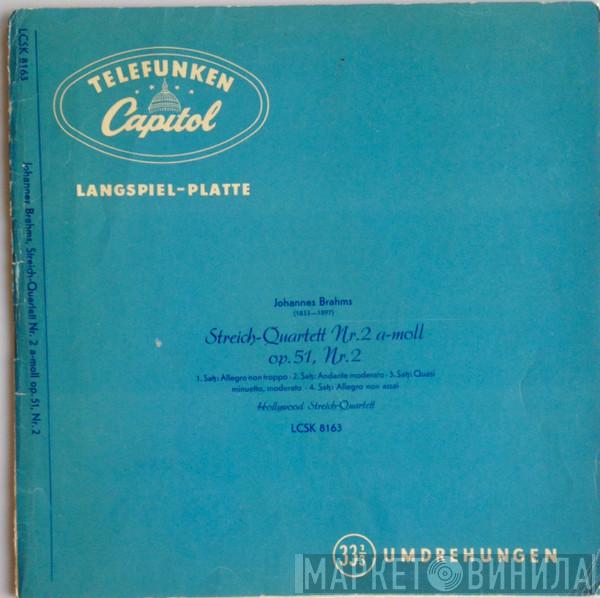 LCSK 8163
Johannes Brahms, Streich-Quartett Nr. 2 a-moll op. 51, Nr. 2
TELEFUNKEN
Capitol
LANGSPIEL-PLATTE
Johannes Brahms
(1833—1897)
Streich-Quartett Nr. 2 a-moll
op. 51, Nr. 2
1. Satz: Allegro non troppo · 2. Satz: Andante moderato · 3. Satz: Quasi
minuetto, moderato · 4. Satz: Allegro non assai
Hollywood Streich-Quartett
LCSK 8163
33⅓ UMDREHUNGEN
МАРКЕТ ВИНИЛА